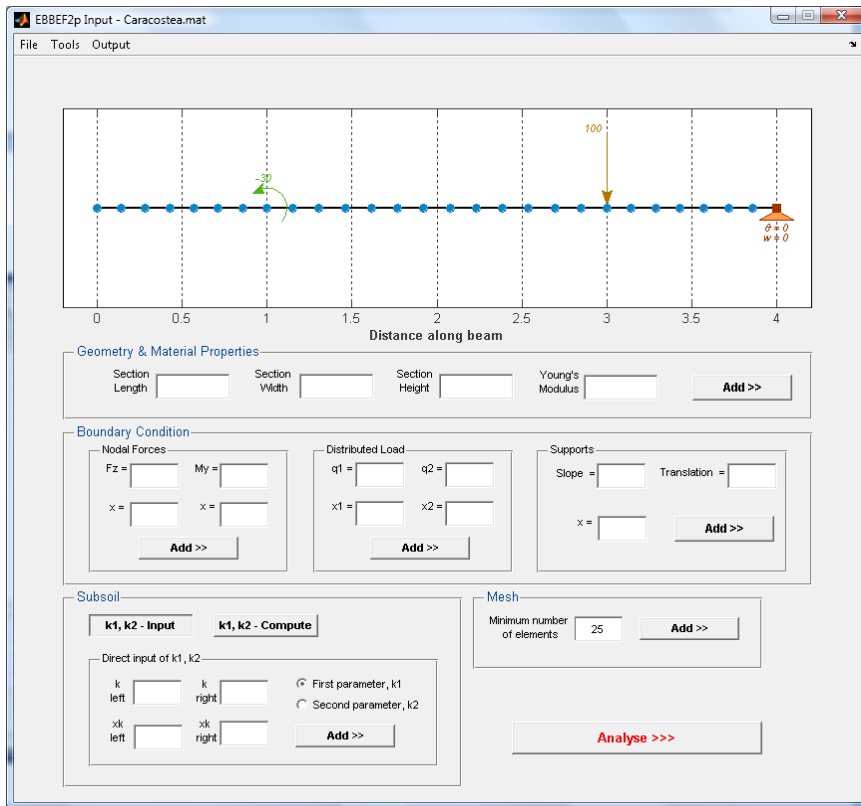 EBBEF2p Input - Caracostea.mat
File Tools Output
100
-30
θ = 0
w = 0
0 0.5 1 1.5 2 2.5 3 3.5 4
Distance along beam
Geometry & Material Properties
Section Length
Section Width
Section Height
Young's Modulus
Add >>
Boundary Condition
Nodal Forces
Fz =
My =
x =
x =
Add >>
Distributed Load
q1 =
q2 =
x1 =
x2 =
Add >>
Supports
Slope =
Translation =
x =
Add >>
Subsoil
k1, k2 - Input
k1, k2 - Compute
Direct input of k1, k2
k left
k right
First parameter, k1
Second parameter, k2
xk left
xk right
Add >>
Mesh
Minimum number of elements
25
Add >>
Analyse >>>